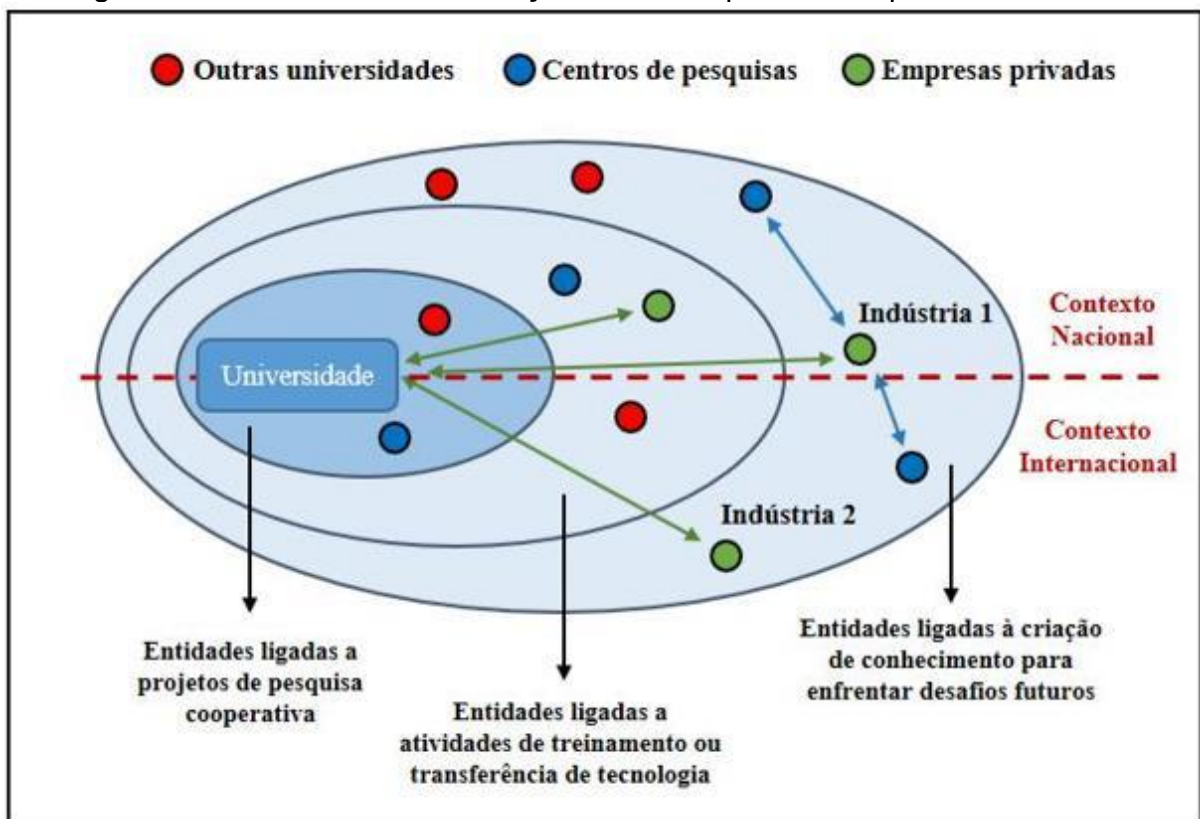 Outras universidades
Centros de pesquisas
Empresas privadas
Indústria 1
Contexto
Nacional
Universidade
Contexto
Internacional
Indústria 2
Entidades ligadas a
projetos de pesquisa
cooperativa
Entidades ligadas a
atividades de treinamento ou
transferência de tecnologia
Entidades ligadas à criação
de conhecimento para
enfrentar desafios futuros